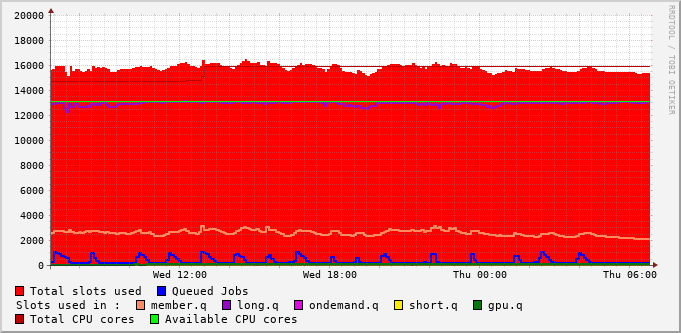 20000
18000
16000
14000
12000
10000
8000
6000
4000
2000
0
Wed 12:00 Wed 18:00 Thu 00:00 Thu 06:00
RRDTOOL / TOBI OETIKER
Total slots used Queued Jobs
Slots used in : member.q long.q ondemand.q short.q gpu.q
Total CPU cores Available CPU cores